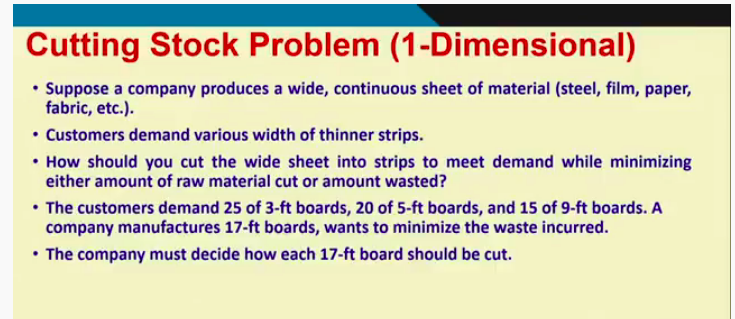 Cutting Stock Problem (1-Dimensional)
• Suppose a company produces a wide, continuous sheet of material (steel, film, paper,
fabric, etc.).
• Customers demand various width of thinner strips.
• How should you cut the wide sheet into strips to meet demand while minimizing
either amount of raw material cut or amount wasted?
• The customers demand 25 of 3-ft boards, 20 of 5-ft boards, and 15 of 9-ft boards. A
company manufactures 17-ft boards, wants to minimize the waste incurred.
• The company must decide how each 17-ft board should be cut.